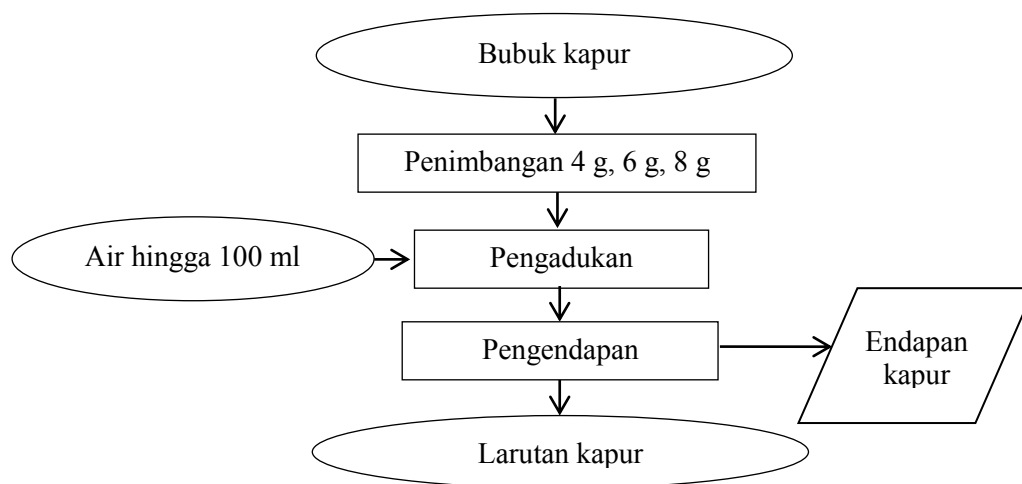 Bubuk kapur
Penimbangan 4 g, 6 g, 8 g
Air hingga 100 ml
Pengadukan
Pengendapan
Endapan
kapur
Larutan kapur